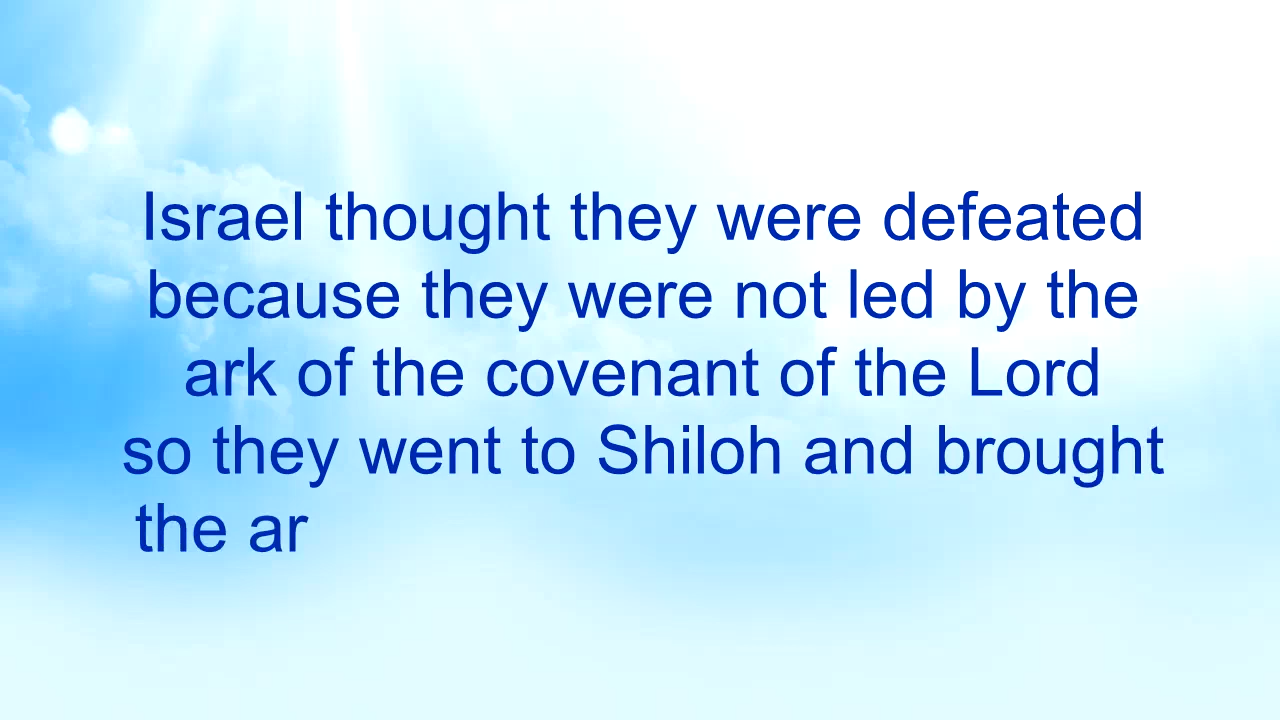 Israel thought they were defeated
because they were not led by the
ark of the covenant of the Lord
so they went to Shiloh and brought
the ar